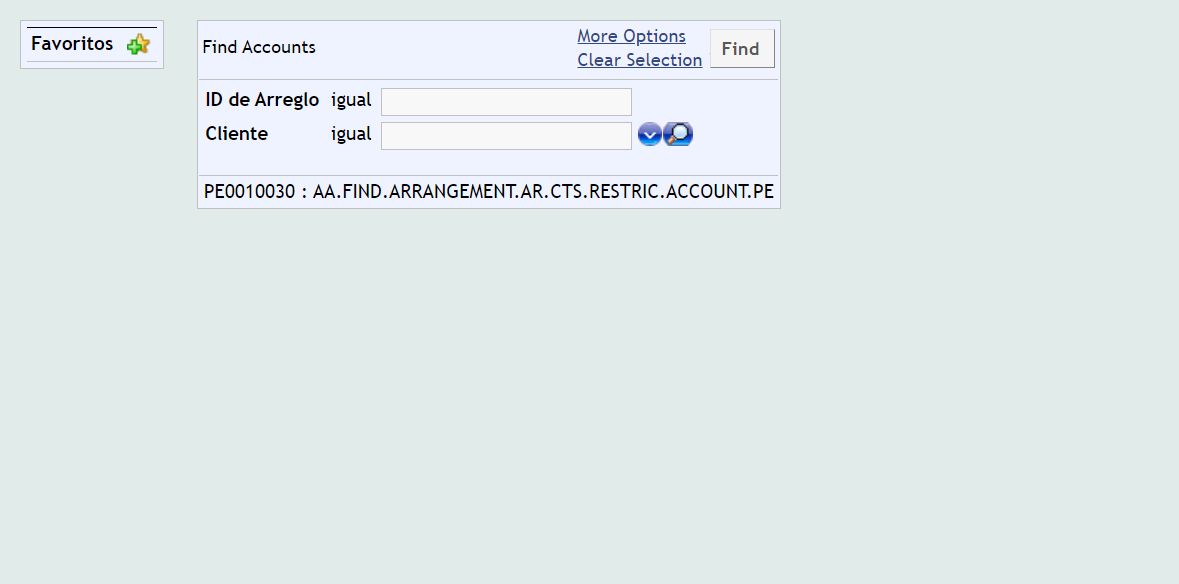 Favoritos
Find Accounts
More Options
Clear Selection
Find
ID de Arreglo igual
Cliente igual
PE0010030 : AA.FIND.ARRANGEMENT.AR.CTS.RESTRIC.ACCOUNT.PE